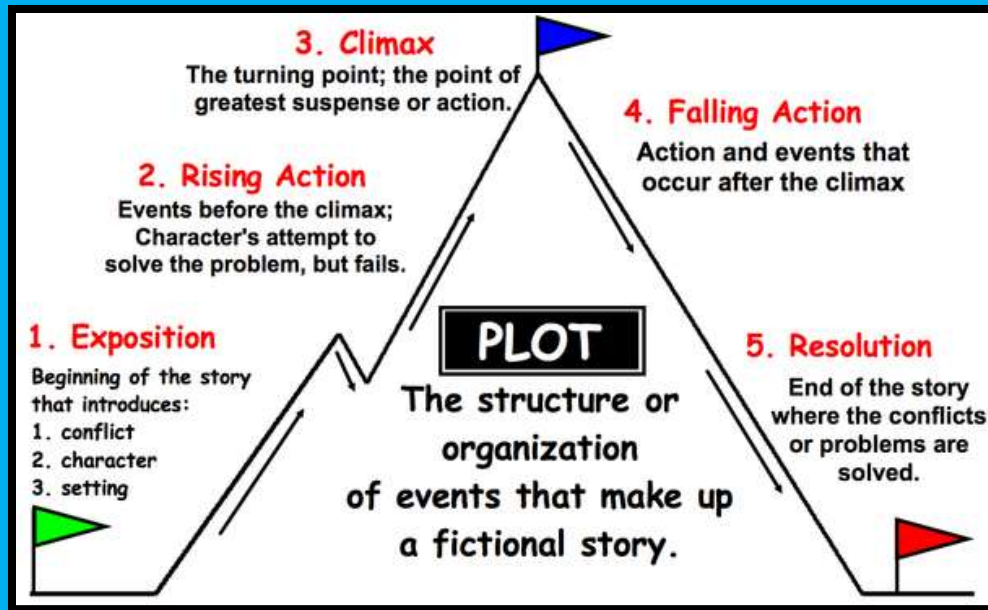 3. Climax
The turning point; the point of
greatest suspense or action.
4. Falling Action
Action and events that
occur after the climax
2. Rising Action
Events before the climax;
Character's attempt to
solve the problem, but fails.
1. Exposition
Beginning of the story
that introduces:
1. conflict
2. character
3. setting
PLOT
The structure or
organization
of events that make up
a fictional story.
5. Resolution
End of the story
where the conflicts
or problems are
solved.